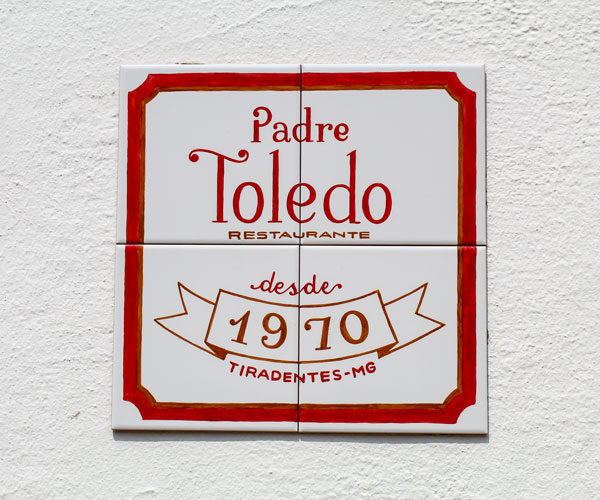 Padre
Toledo
RESTAURANTE
desde
1970
TIRADENTES-MG